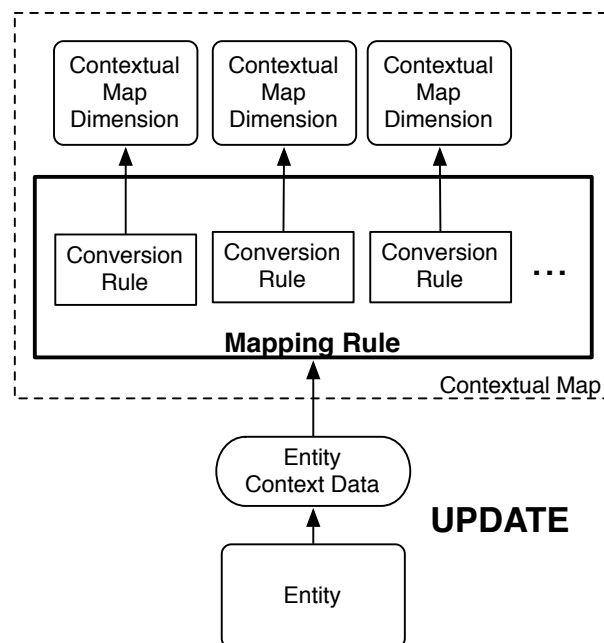 Contextual
Map
Dimension
Contextual
Map
Dimension
Contextual
Map
Dimension
Conversion
Rule
Conversion
Rule
Conversion
Rule
...
Mapping Rule
Contextual Map
Entity
Context Data
UPDATE
Entity